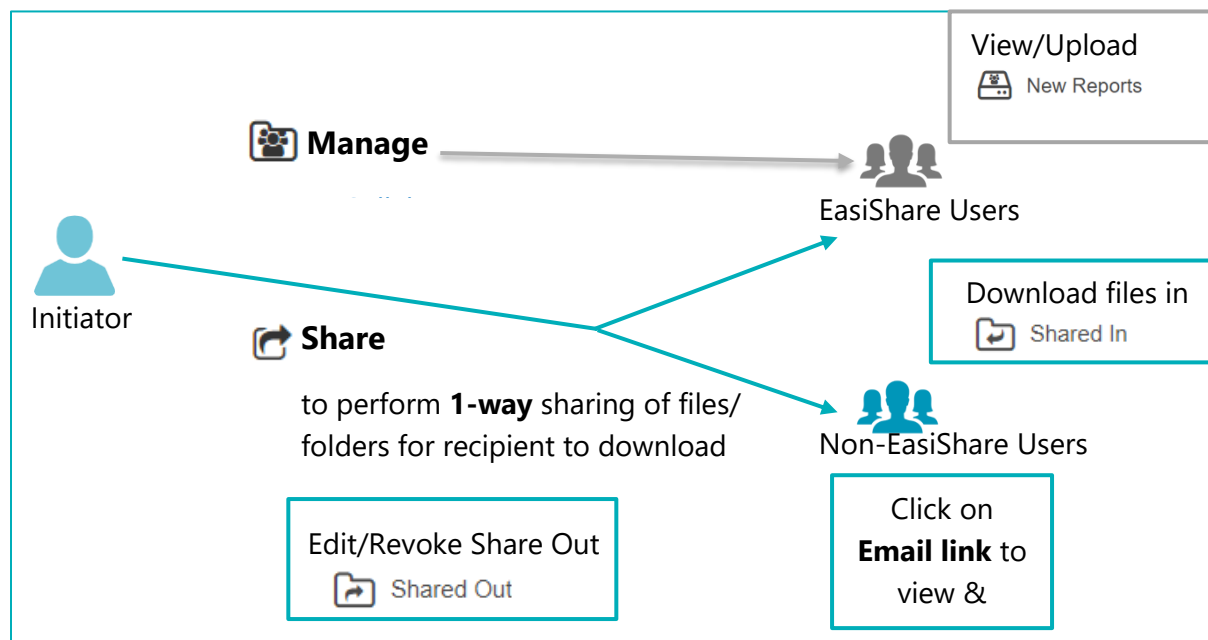 View/Upload
New Reports
Manage
EasiShare Users
Initiator
Download files in
Shared In
Share
to perform 1-way sharing of files/
folders for recipient to download
Non-EasiShare Users
Edit/Revoke Share Out
Shared Out
Click on
Email link to
view &